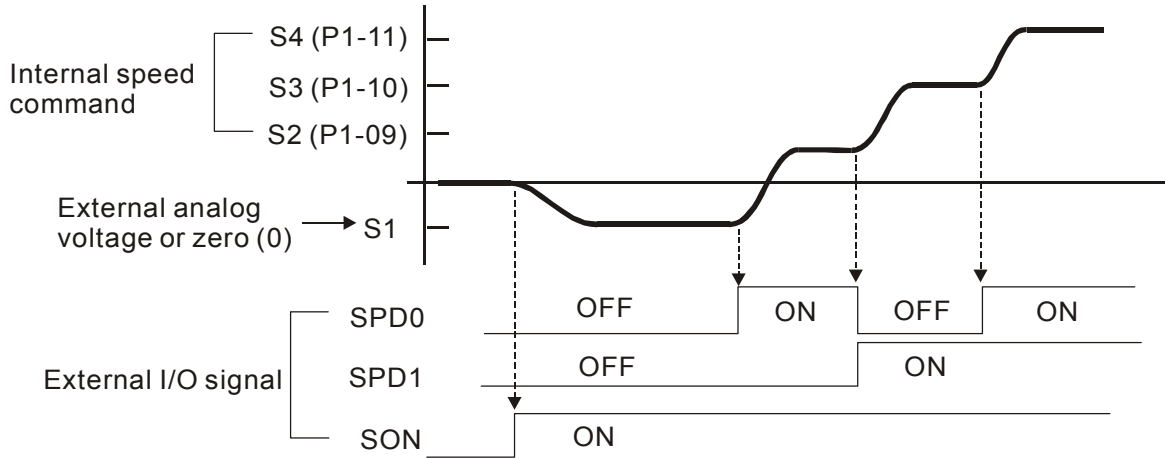 S4 (P1-11)
Internal speed
command
S3 (P1-10)
S2 (P1-09)
External analog
voltage or zero (0)
S1
SPD0
OFF
ON
OFF
ON
External I/O signal
SPD1
OFF
ON
SON
ON